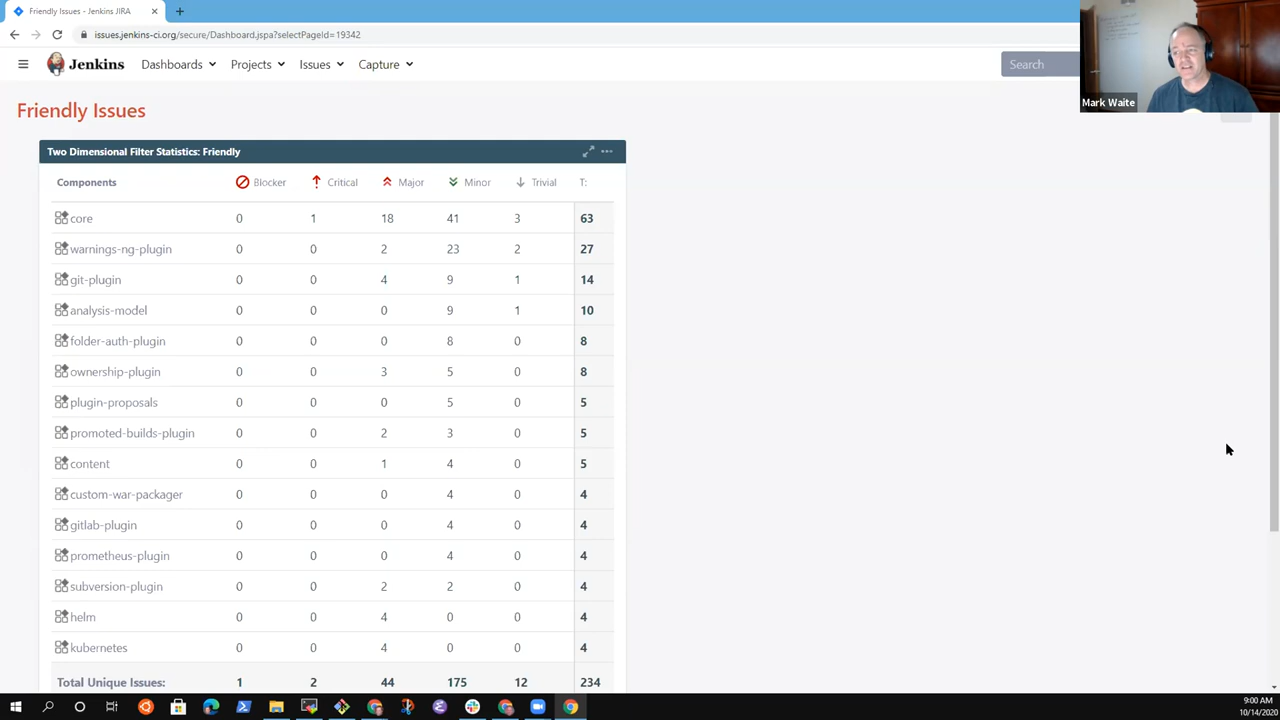 Friendly Issues - Jenkins JIRA
issues.jenkins-ci.org/secure/Dashboard.jspa?selectPageId=19342
Jenkins Dashboards Projects Issues Capture Search
Mark Waite
Friendly Issues
Two Dimensional Filter Statistics: Friendly
Components Blocker Critical Major Minor Trivial T:
core 0 1 18 41 3 63
warnings-ng-plugin 0 0 2 23 2 27
git-plugin 0 0 4 9 1 14
analysis-model 0 0 0 9 1 10
folder-auth-plugin 0 0 0 8 0 8
ownership-plugin 0 0 3 5 0 8
plugin-proposals 0 0 0 5 0 5
promoted-builds-plugin 0 0 2 3 0 5
content 0 0 1 4 0 5
custom-war-packager 0 0 0 4 0 4
gitlab-plugin 0 0 0 4 0 4
prometheus-plugin 0 0 0 4 0 4
subversion-plugin 0 0 2 2 0 4
helm 0 0 4 0 0 4
kubernetes 0 0 4 0 0 4
Total Unique Issues: 1 2 44 175 12 234
9:00 AM
10/14/2020